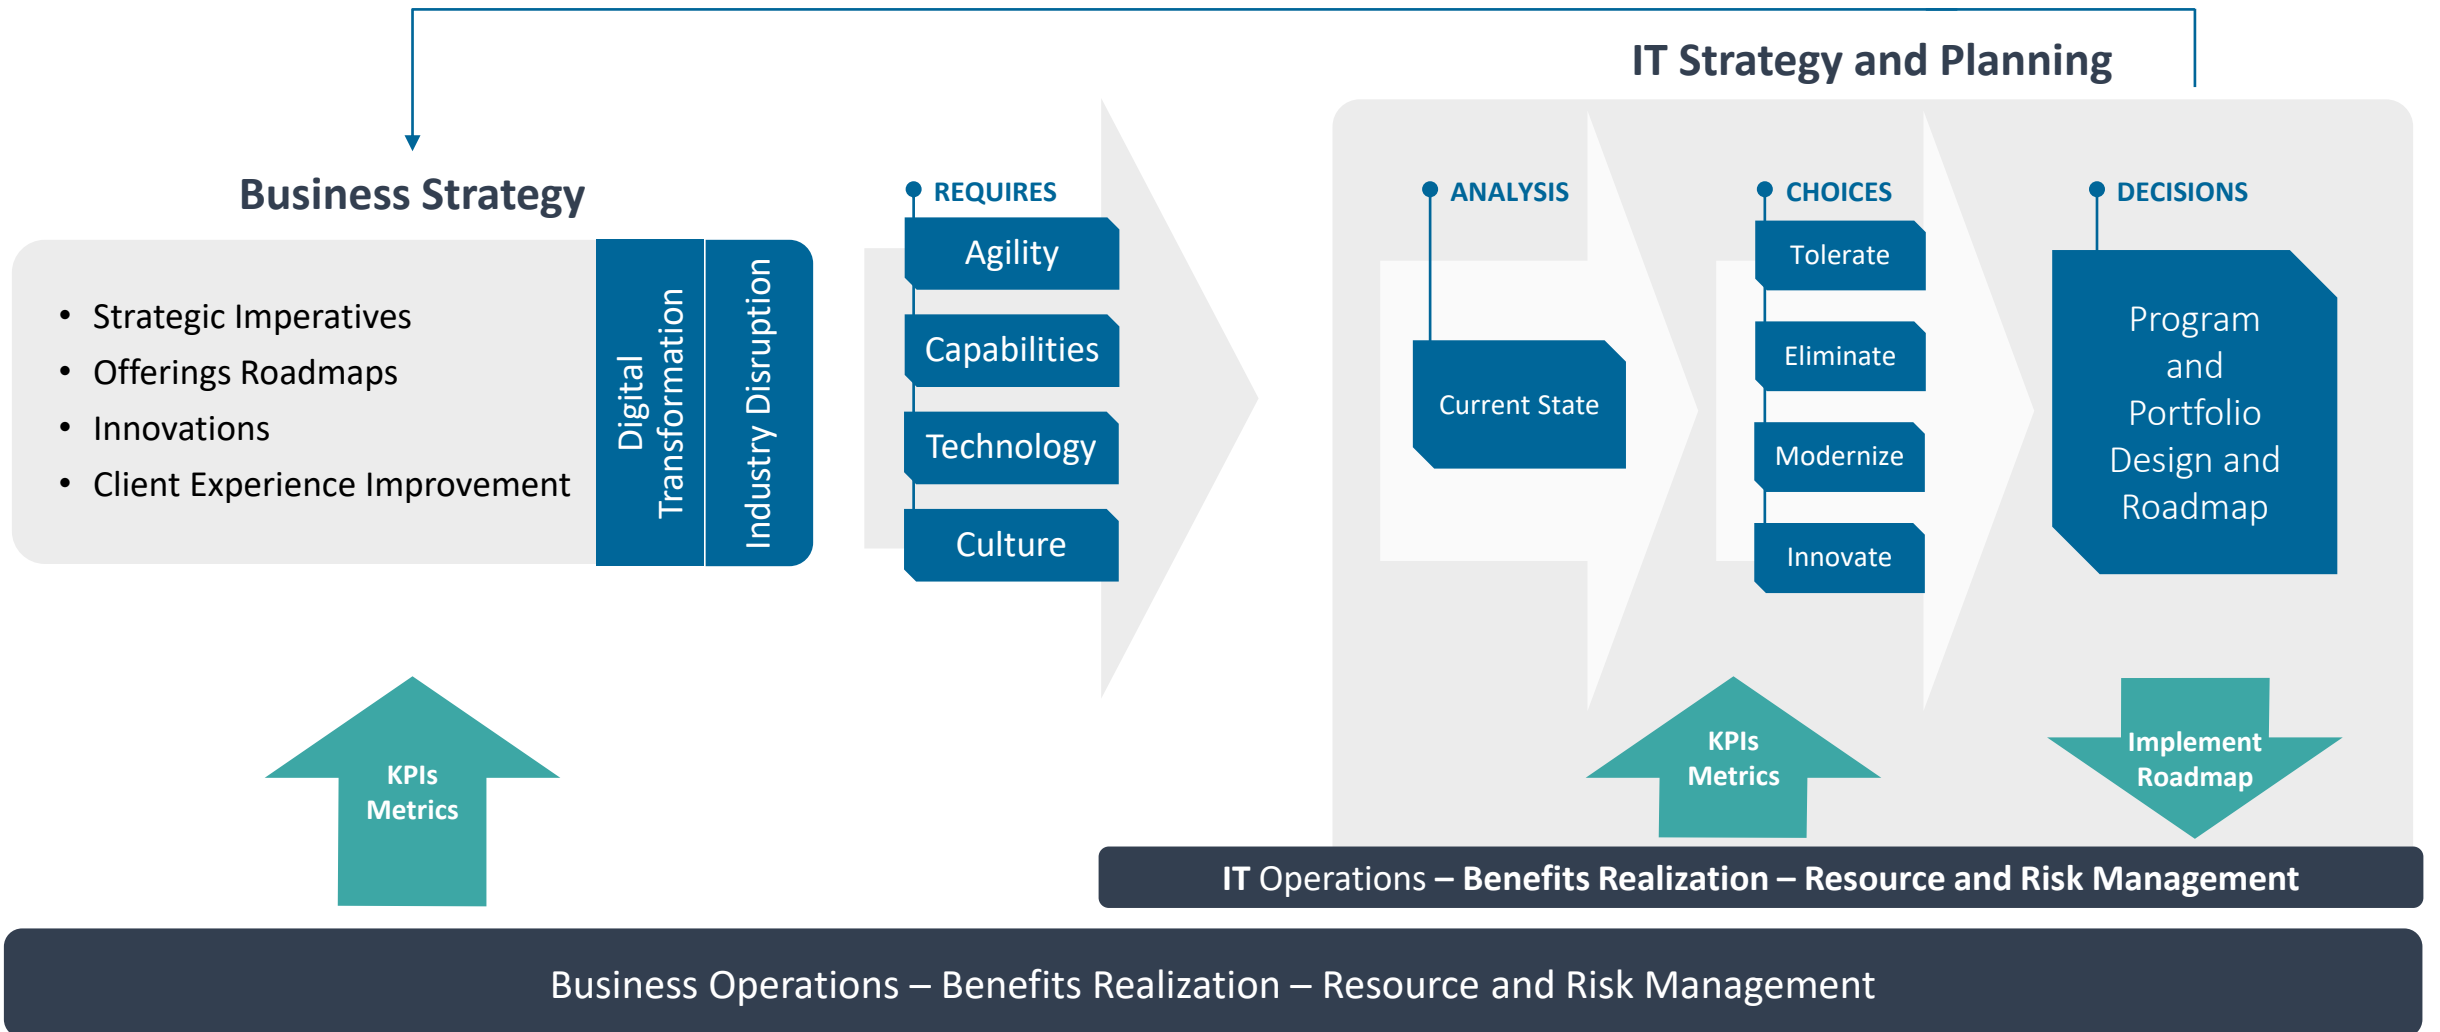 IT Strategy and Planning
Business Strategy
• Strategic Imperatives
• Offerings Roadmaps
• Innovations
• Client Experience Improvement
Digital
Transformation
Industry Disruption
REQUIRES
Agility
Capabilities
Technology
Culture
ANALYSIS
Current State
CHOICES
Tolerate
Eliminate
Modernize
Innovate
DECISIONS
Program
and
Portfolio
Design and
Roadmap
KPIs
Metrics
KPIs
Metrics
Implement
Roadmap
IT Operations – Benefits Realization – Resource and Risk Management
Business Operations – Benefits Realization – Resource and Risk Management